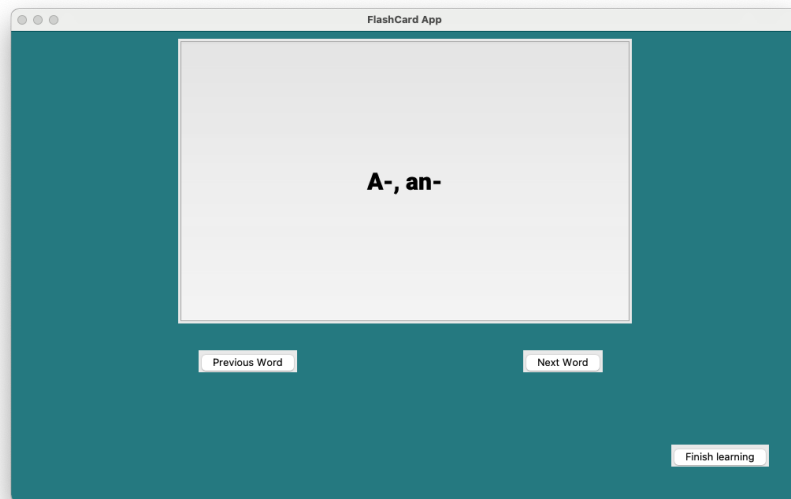 FlashCard App
A-, an-
Previous Word
Next Word
Finish learning